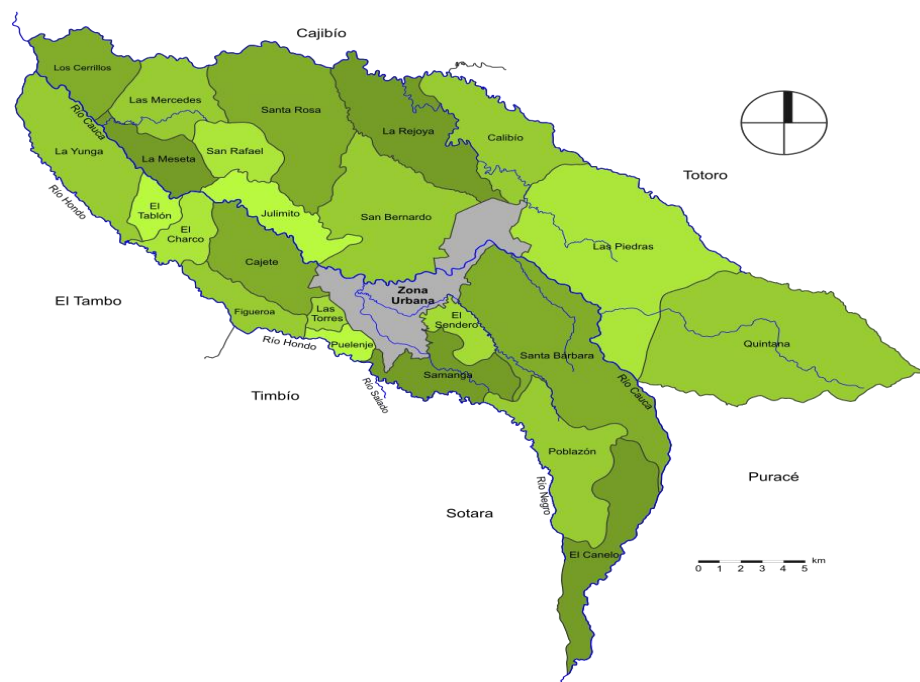 Cajibío
Los Cerrillos
Las Mercedes
Santa Rosa
La Rejoya
Calibío
Río Cauca
La Yunga
La Meseta
San Rafael
Totoro
Río Hondo
El
Tablón
Julimito
San Bernardo
El
Charco
Las Piedras
Cajete
El Tambo
Zona
Urbana
Figueroa
Las
Torres
El
Sendero
Quintana
Río Hondo
Puelenje
Santa Bárbara
Samanga
Río Cauca
Río Salado
Timbío
Poblazón
Puracé
Río Negro
Sotara
El Canelo
km
0 1 2 3 4 5